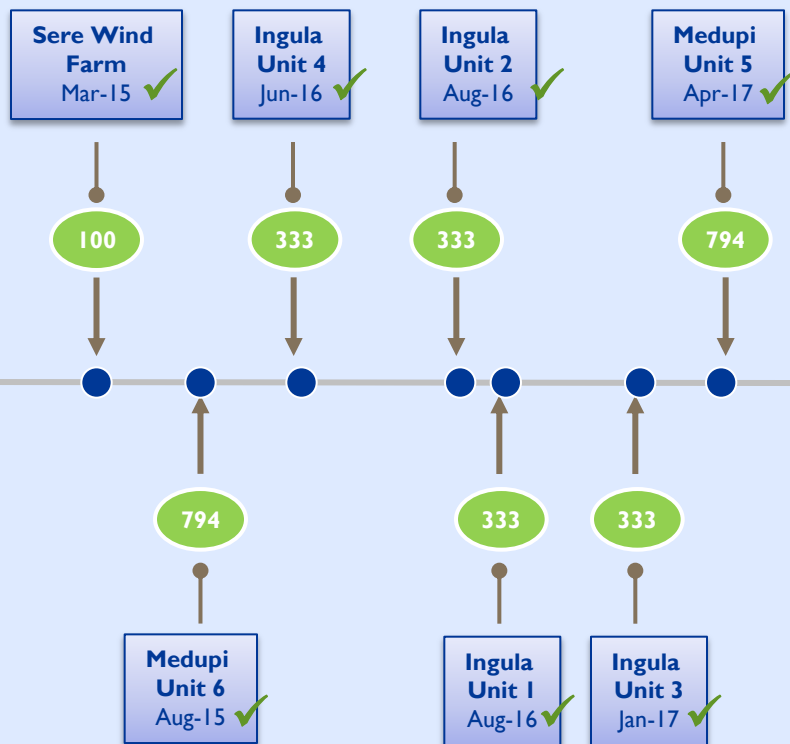 Sere Wind
Farm
Mar-15
Ingula
Unit 4
Jun-16
Ingula
Unit 2
Aug-16
Medupi
Unit 5
Apr-17
100
333
333
794
794
333
333
Medupi
Unit 6
Aug-15
Ingula
Unit 1
Aug-16
Ingula
Unit 3
Jan-17